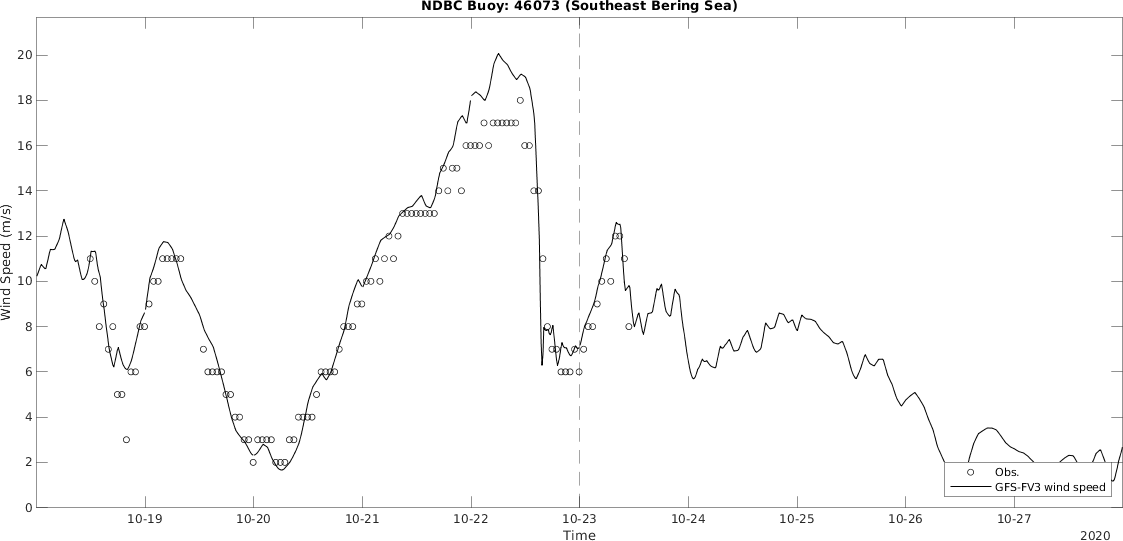 NDBC Buoy: 46073 (Southeast Bering Sea)
Wind Speed (m/s)
20
18
16
14
12
10
8
6
4
2
0
Obs.
GFS-FV3 wind speed
10-19 10-20 10-21 10-22 10-23 10-24 10-25 10-26 10-27
Time
2020